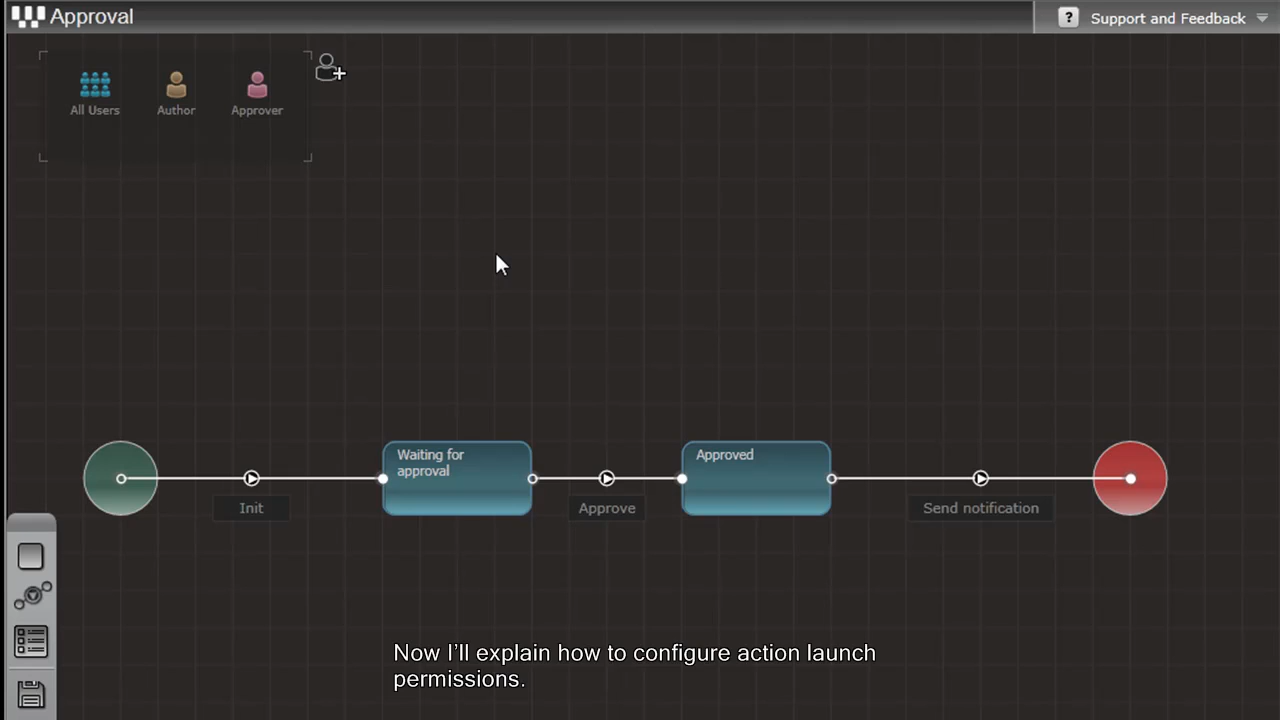 Approval
? Support and Feedback
All Users
Author
Approver
Waiting for
approval
Approved
Init
Approve
Send notification
Now I'll explain how to configure action launch
permissions.